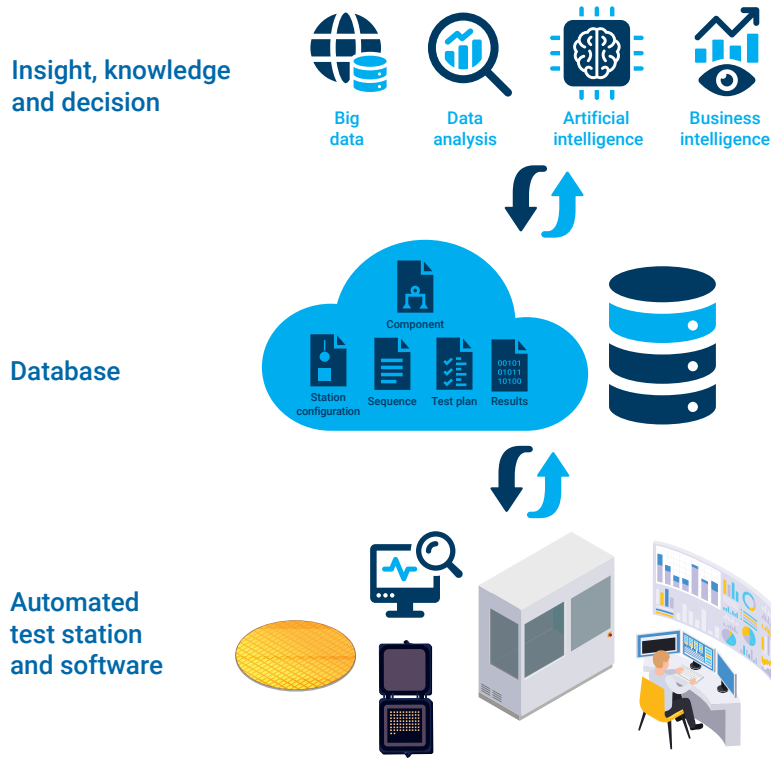 Insight, knowledge
and decision
Big
data
Data
analysis
Artificial
intelligence
Business
intelligence
Database
Component
Station
configuration
Sequence
Test plan
00101
01011
10100
Results
Automated
test station
and software